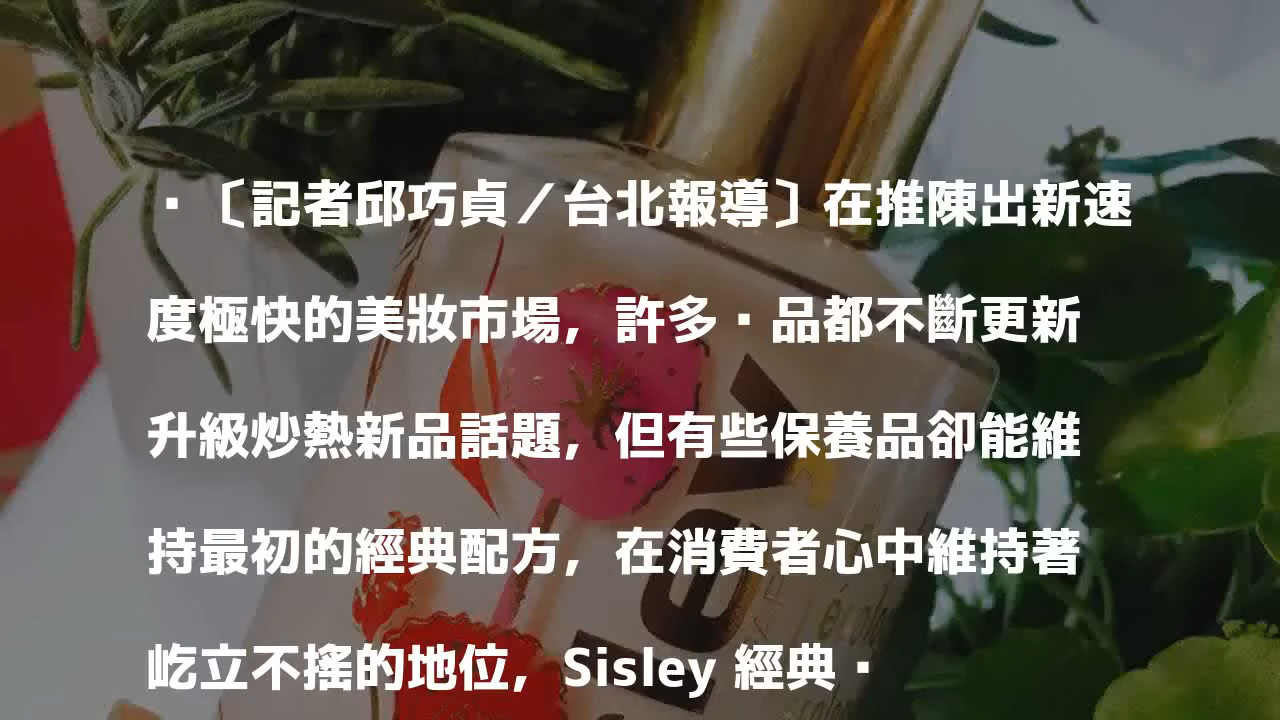 ▪〔記者邱巧貞／台北報導〕在推陳出新速
度極快的美妝市場，許多▪品都不斷更新
升級炒熱新品話題，但有些保養品卻能維
持最初的經典配方，在消費者心中維持著
屹立不搖的地位，Sisley 經典▪